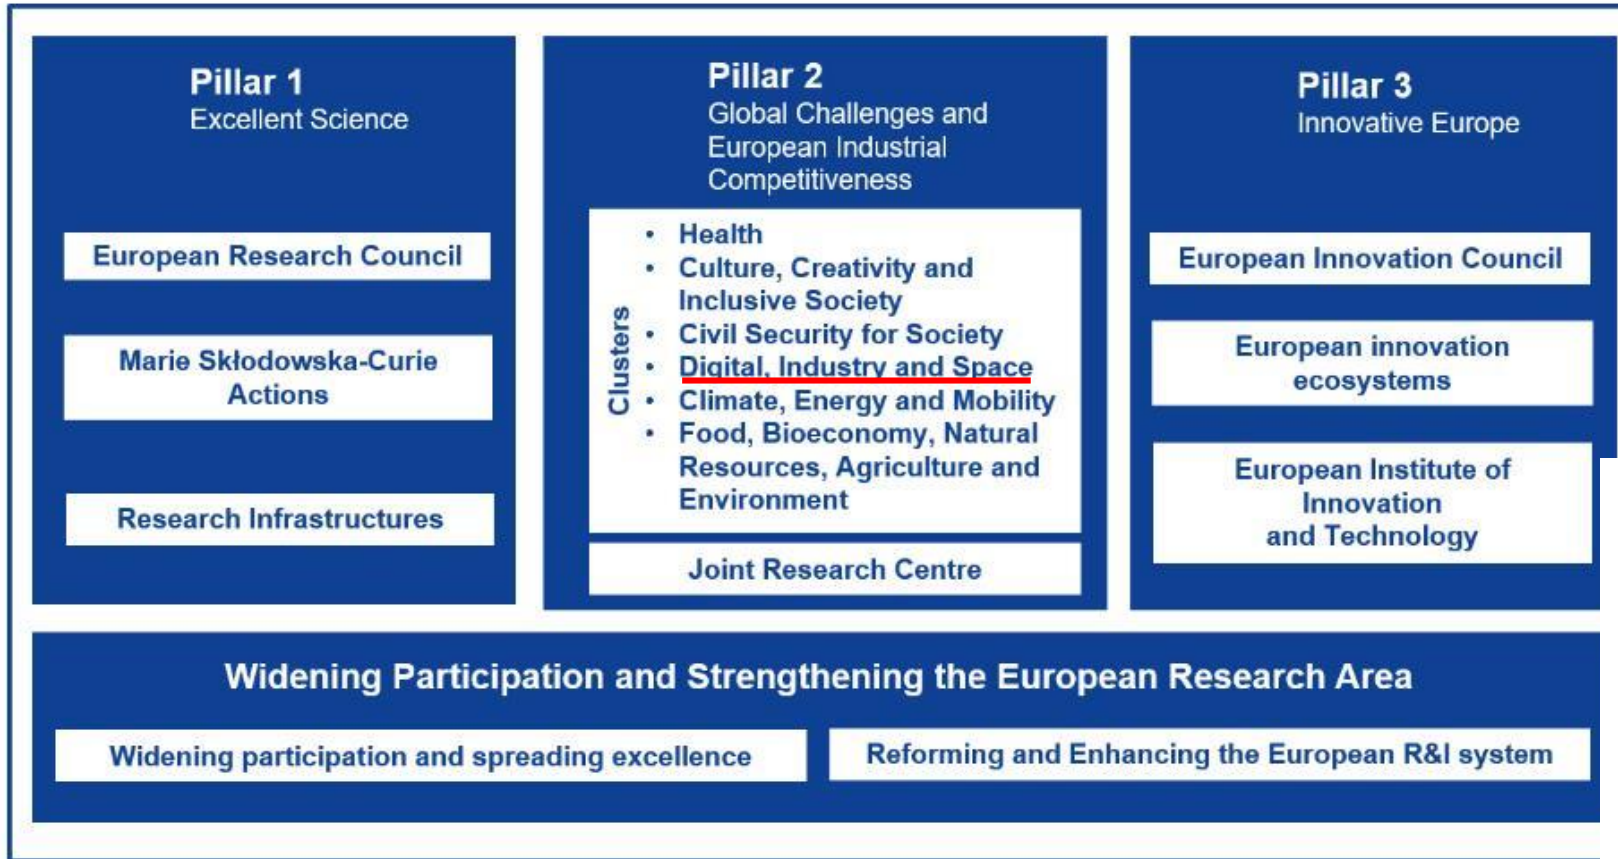 Pillar 1
Excellent Science
European Research Council
Marie Skłodowska-Curie
Actions
Research Infrastructures
Pillar 2
Global Challenges and
European Industrial
Competitiveness
Clusters
• Health
• Culture, Creativity and
Inclusive Society
• Civil Security for Society
• Digital, Industry and Space
• Climate, Energy and Mobility
• Food, Bioeconomy, Natural
Resources, Agriculture and
Environment
Joint Research Centre
Pillar 3
Innovative Europe
European Innovation Council
European innovation
ecosystems
European Institute of
Innovation
and Technology
Widening Participation and Strengthening the European Research Area
Widening participation and spreading excellence
Reforming and Enhancing the European R&I system